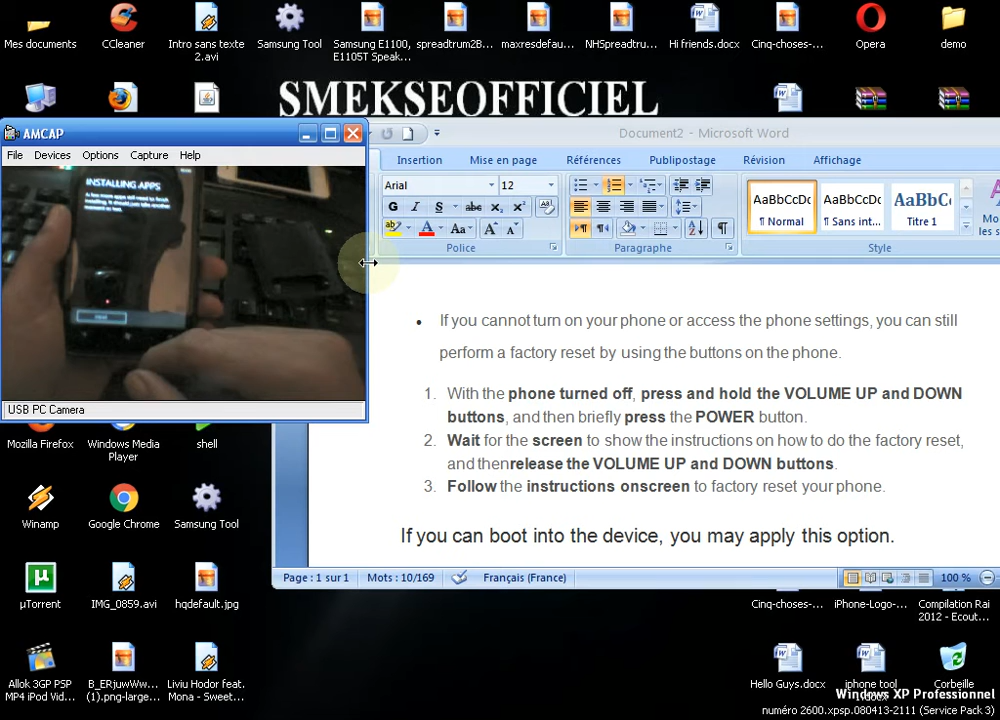 Mes documents
CCleaner
Intro sans texte
2.avi
Samsung Tool
Samsung E1100,
E1105T Speak...
spreadtrum2B...
maxresdefau...
NHSpreadtru...
Hi friends.docx
Cinq-choses-...
Opera
demo
SMEKSEOFFICIEL
AMCAP
File Devices Options Capture Help
INSTALLING APPS
USB PC Camera
Document2 - Microsoft Word
Insertion Mise en page Références Publipostage Révision Affichage
Arial 12
AaBbCcDc AaBbCcDc AaBbC
¶ Normal ¶ Sans int... Titre 1
Police Paragraphe Style
• If you cannot turn on your phone or access the phone settings, you can still
perform a factory reset by using the buttons on the phone.
1. With the phone turned off, press and hold the VOLUME UP and DOWN
buttons, and then briefly press the POWER button.
2. Wait for the screen to show the instructions on how to do the factory reset,
and thenrelease the VOLUME UP and DOWN buttons.
3. Follow the instructions onscreen to factory reset your phone.
If you can boot into the device, you may apply this option.
Page : 1 sur 1 Mots : 10/169 Français (France) 100 %
Mozilla Firefox
Windows Media
Player
shell
Winamp
Google Chrome
Samsung Tool
µTorrent
IMG_0859.avi
hqdefault.jpg
Cinq-choses-...
iPhone-Logo-...
Compilation Rai
2012 - Ecout...
Allok 3GP PSP
MP4 iPod Vid...
B_ERjuwWw...
(1).png-large...
Liviu Hodor feat.
Mona - Sweet...
Hello Guys.docx
iphone tool
Corbeille
Windows XP Professionnel
numéro 2600.xpsp.080413-2111 (Service Pack 3)